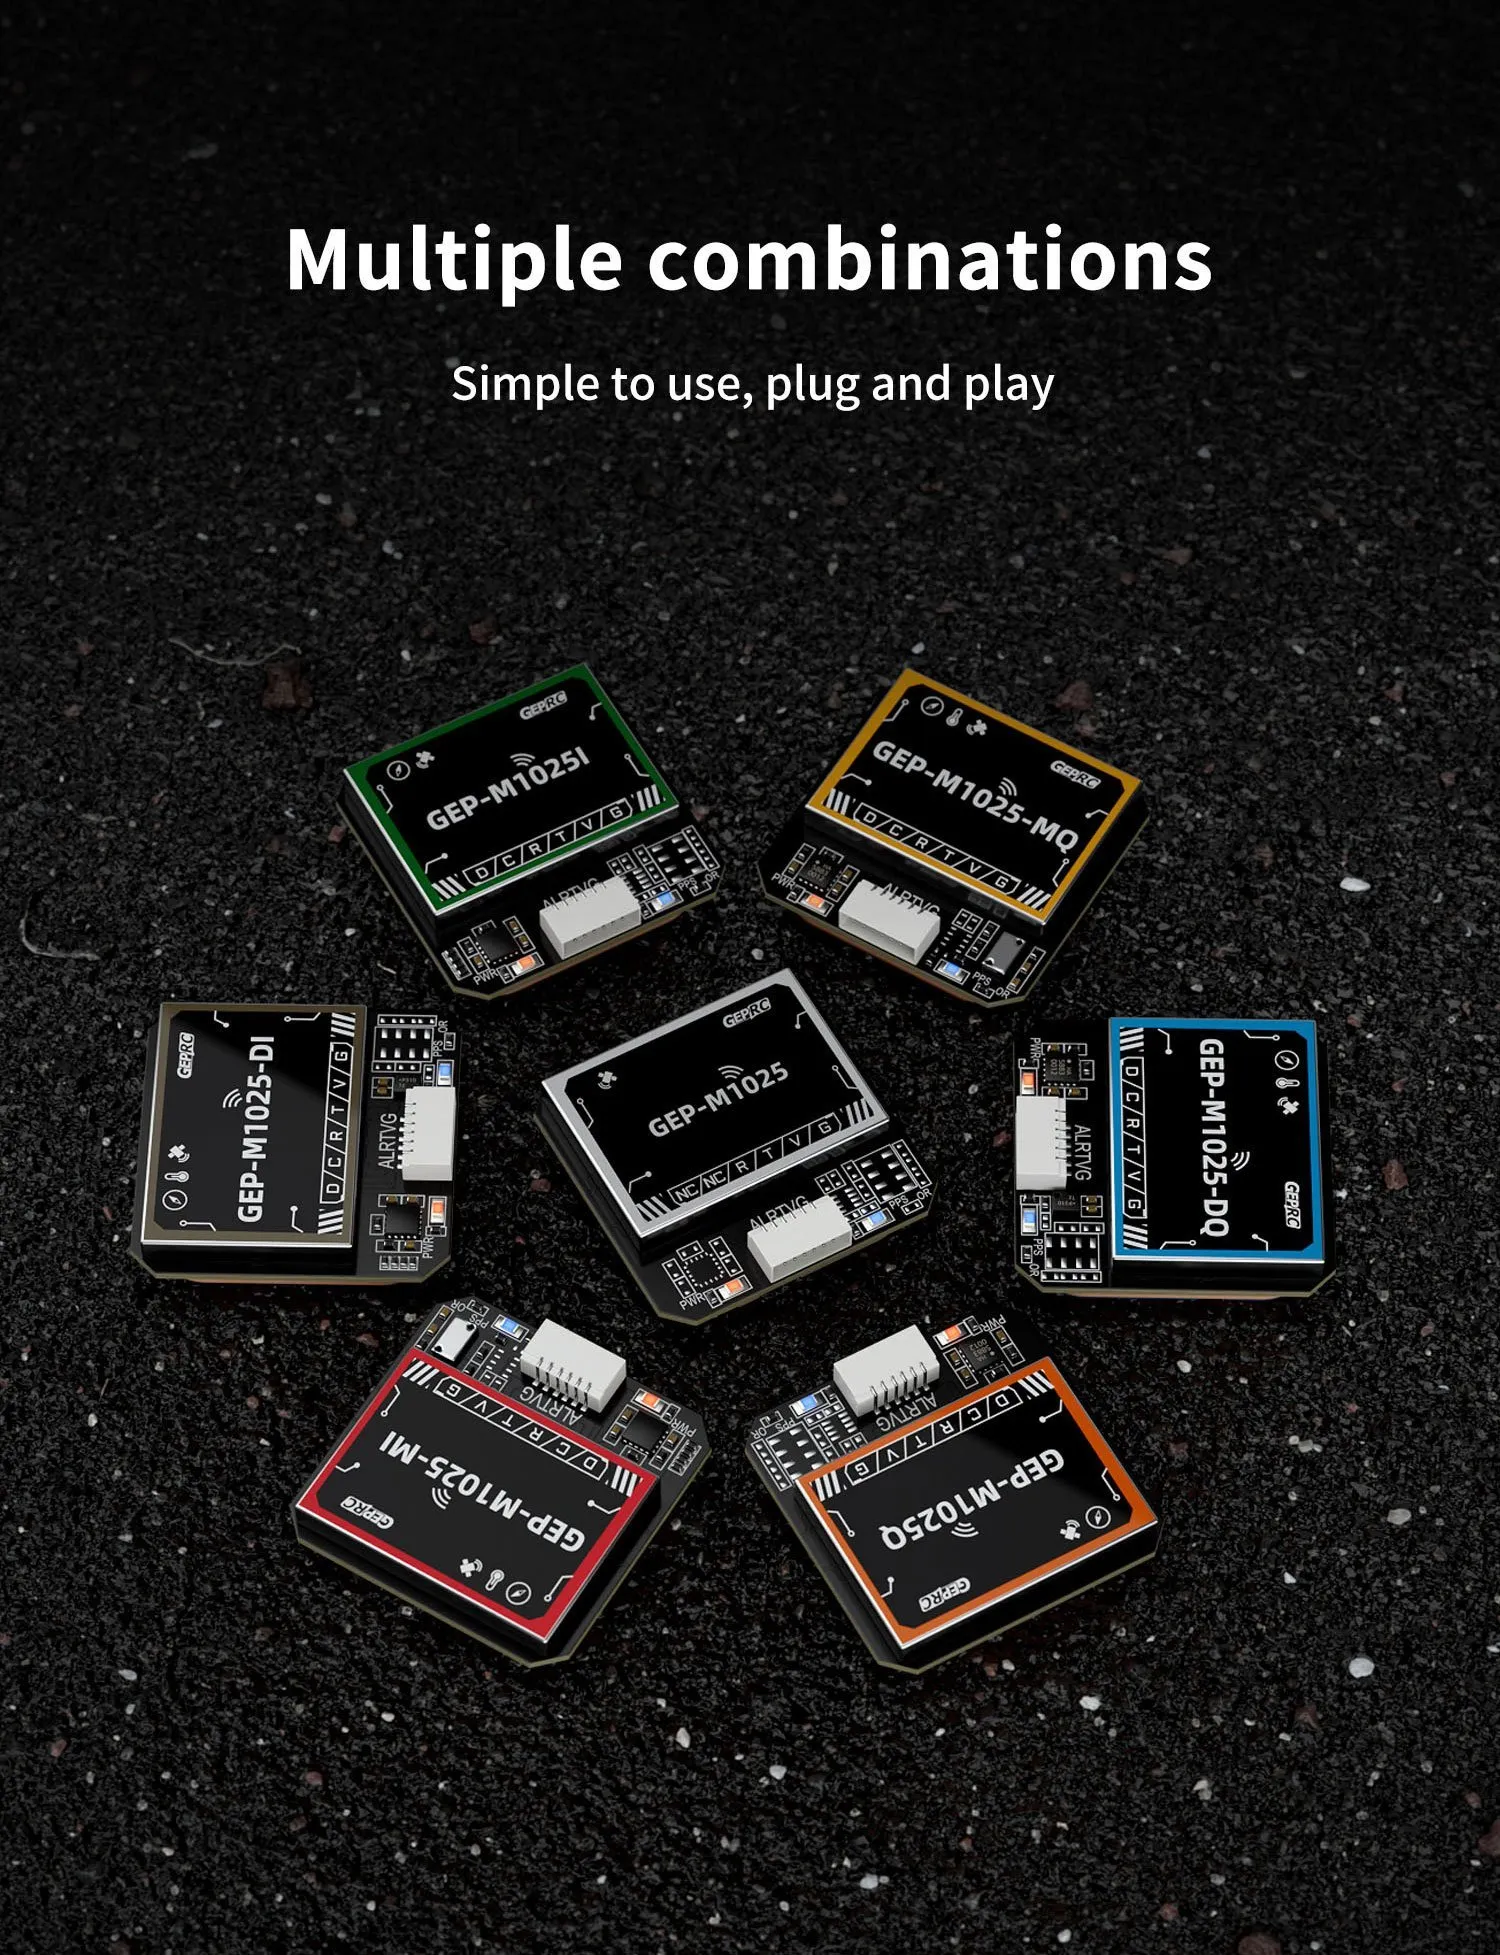 Multiple combinations
Simple to use, plug and play
GEPRC
GEP-M1025I
D/C/R/T/V/G
ALRTVG
PWR
PPS
OR
GEPRC
GEP-M1025-MQ
D/C/R/T/V/G
ALRTVG
PWR
PPS
OR
GEPRC
GEP-M1025-DI
D/C/R/T/V/G
ALRTVG
OR
PPS
PWR
GEPRC
GEP-M1025
NC/NC/R/T/V/G
ALRTVG
PWR
PPS
OR
GEPRC
GEP-M1025-DQ
D/C/R/T/V/G
ALRTVG
PWR
5883
PPS
OR
GEPRC
GEP-M1025-MI
D/C/R/T/V/G
ALRTVG
OR
PPS
PWR
GEPRC
GEP-M1025Q
D/C/R/T/V/G
ALRTVG
PWR
5883
PPS
OR